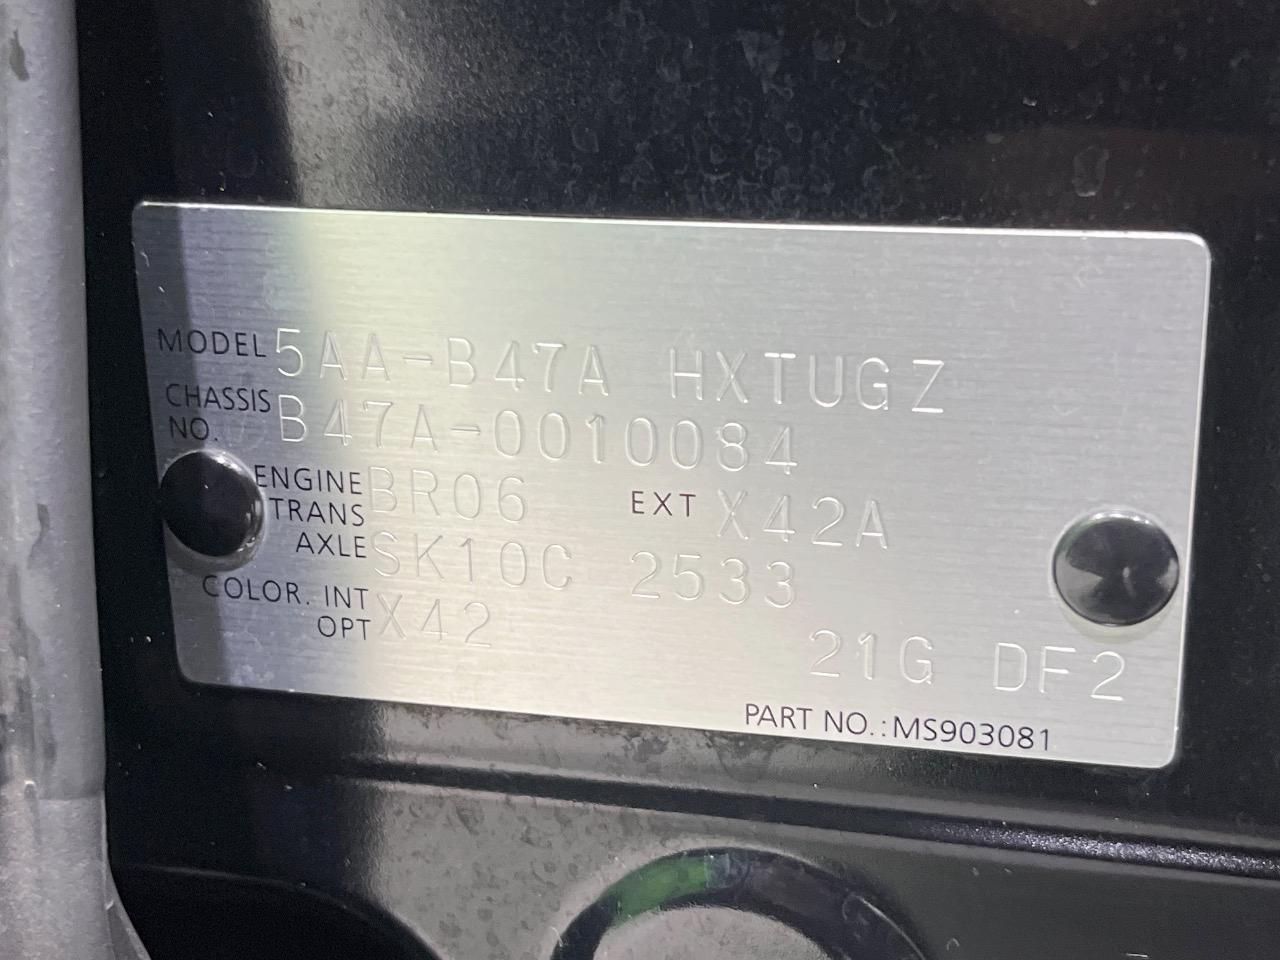 MODEL 5AA-B47A HXTUGZ
CHASSIS NO. B47A-0010084
ENGINE BR06 EXT X42A
TRANS AXLE SK10C 2533
COLOR. INT OPT X42
21G DF2
PART NO.:MS903081